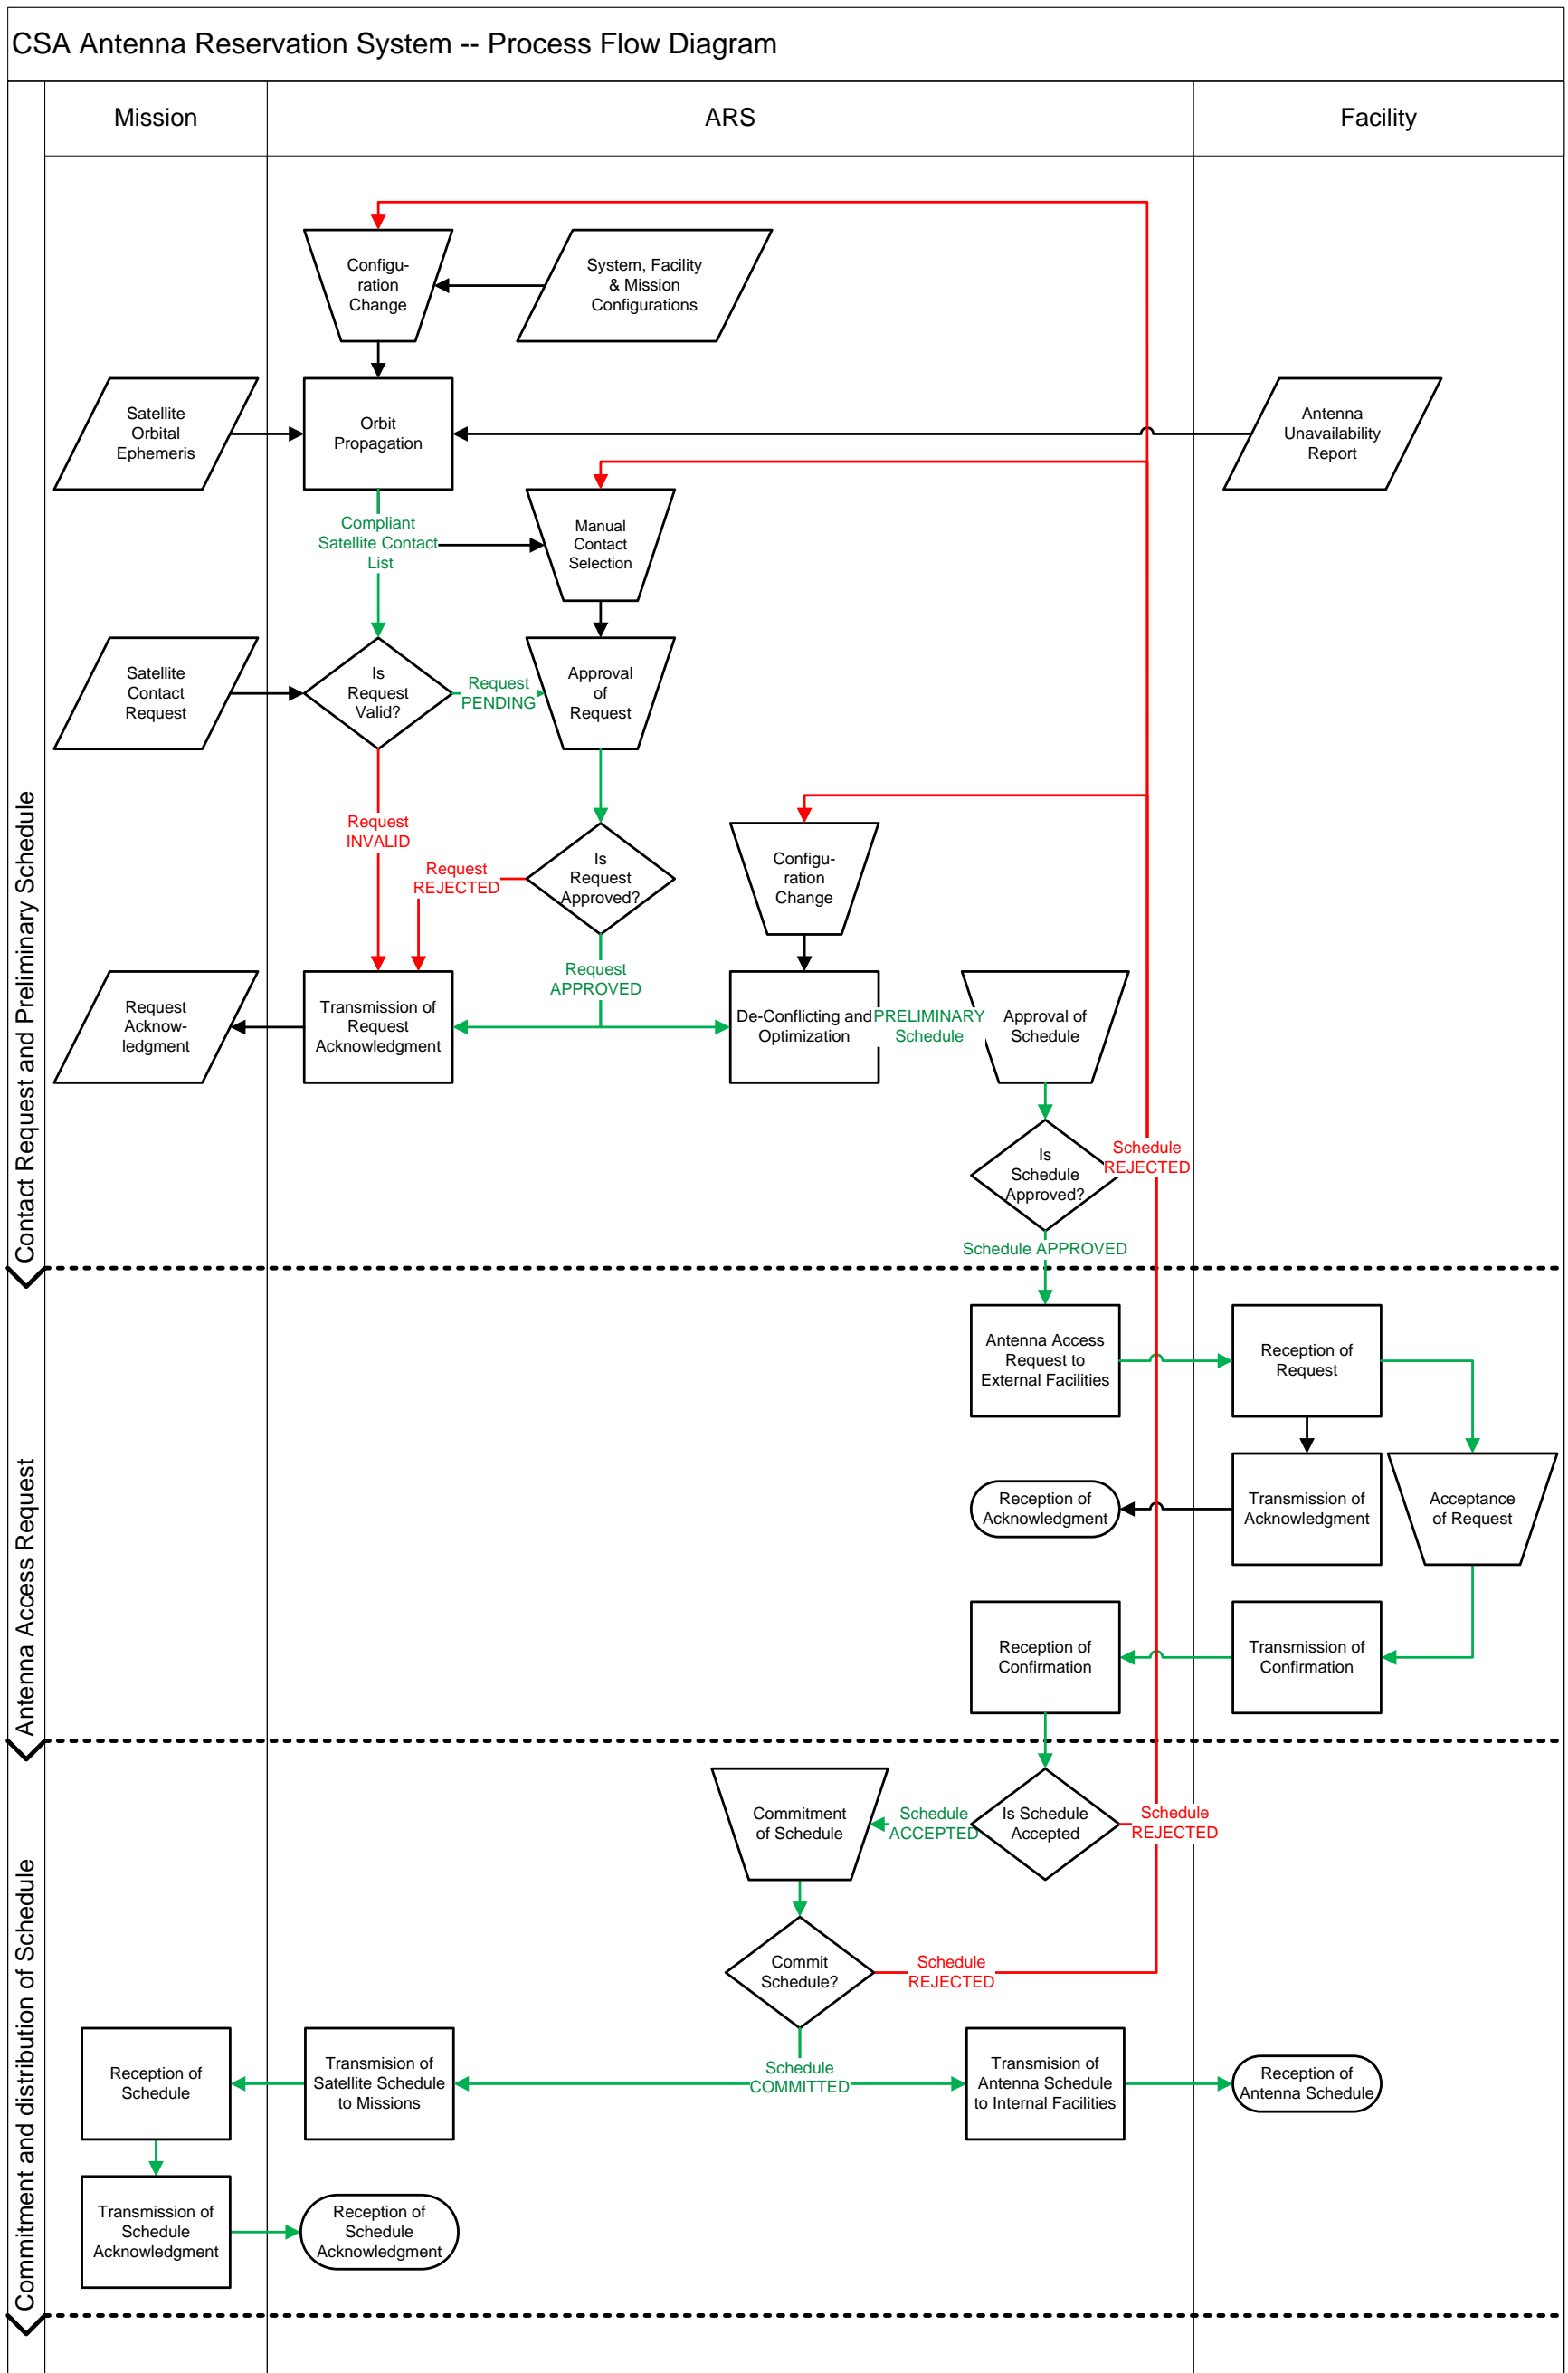 CSA Antenna Reservation System -- Process Flow Diagram
Mission
ARS
Facility
Contact Request and Preliminary Schedule
Configu-
ration
Change
System, Facility
& Mission
Configurations
Satellite
Orbital
Ephemeris
Orbit
Propagation
Antenna
Unavailability
Report
Compliant
Satellite Contact
List
Manual
Contact
Selection
Satellite
Contact
Request
Is
Request
Valid?
Request
PENDING
Approval
of
Request
Request
INVALID
Request
REJECTED
Is
Request
Approved?
Configu-
ration
Change
Request
APPROVED
Request
Acknow-
ledgment
Transmission of
Request
Acknowledgment
De-Conflicting and
Optimization
PRELIMINARY
Schedule
Approval of
Schedule
Is
Schedule
Approved?
Schedule
REJECTED
Schedule APPROVED
Antenna Access Request
Antenna Access
Request to
External Facilities
Reception of
Request
Reception of
Acknowledgment
Transmission of
Acknowledgment
Acceptance
of Request
Reception of
Confirmation
Transmission of
Confirmation
Commitment and distribution of Schedule
Commitment
of Schedule
Schedule
ACCEPTED
Is Schedule
Accepted
Schedule
REJECTED
Commit
Schedule?
Schedule
REJECTED
Reception of
Schedule
Transmision of
Satellite Schedule
to Missions
Schedule
COMMITTED
Transmision of
Antenna Schedule
to Internal Facilities
Reception of
Antenna Schedule
Transmission of
Schedule
Acknowledgment
Reception of
Schedule
Acknowledgment